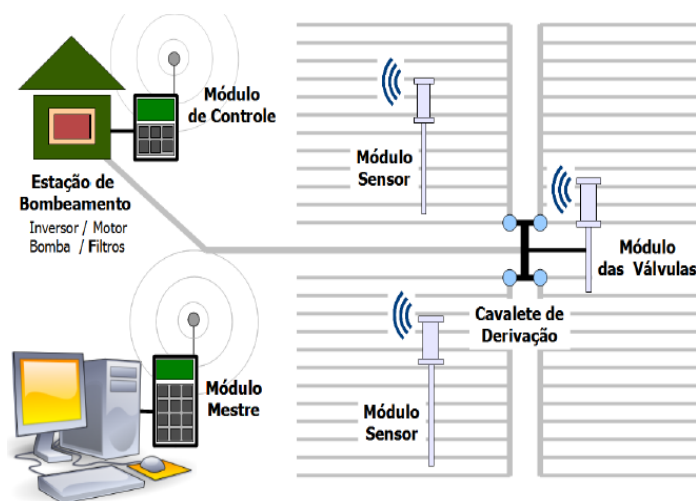 Módulo
de Controle
Estação de
Bombeamento
Inversor / Motor
Bomba / Filtros
Módulo
Sensor
Módulo
das Válvulas
Cavalete de
Derivação
Módulo
Mestre
Módulo
Sensor